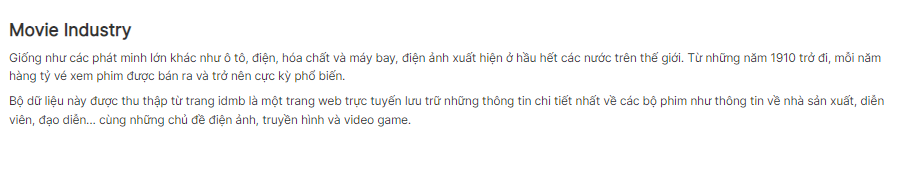 Movie Industry
Giống như các phát minh lớn khác như ô tô, điện, hóa chất và máy bay, điện ảnh xuất hiện ở hầu hết các nước trên thế giới. Từ những năm 1910 trở đi, mỗi năm
hàng tỷ vé xem phim được bán ra và trở nên cực kỳ phổ biến.
Bộ dữ liệu này được thu thập từ trang idmb là một trang web trực tuyến lưu trữ những thông tin chi tiết nhất về các bộ phim như thông tin về nhà sản xuất, diễn
viên, đạo diễn... cùng những chủ đề điện ảnh, truyền hình và video game.